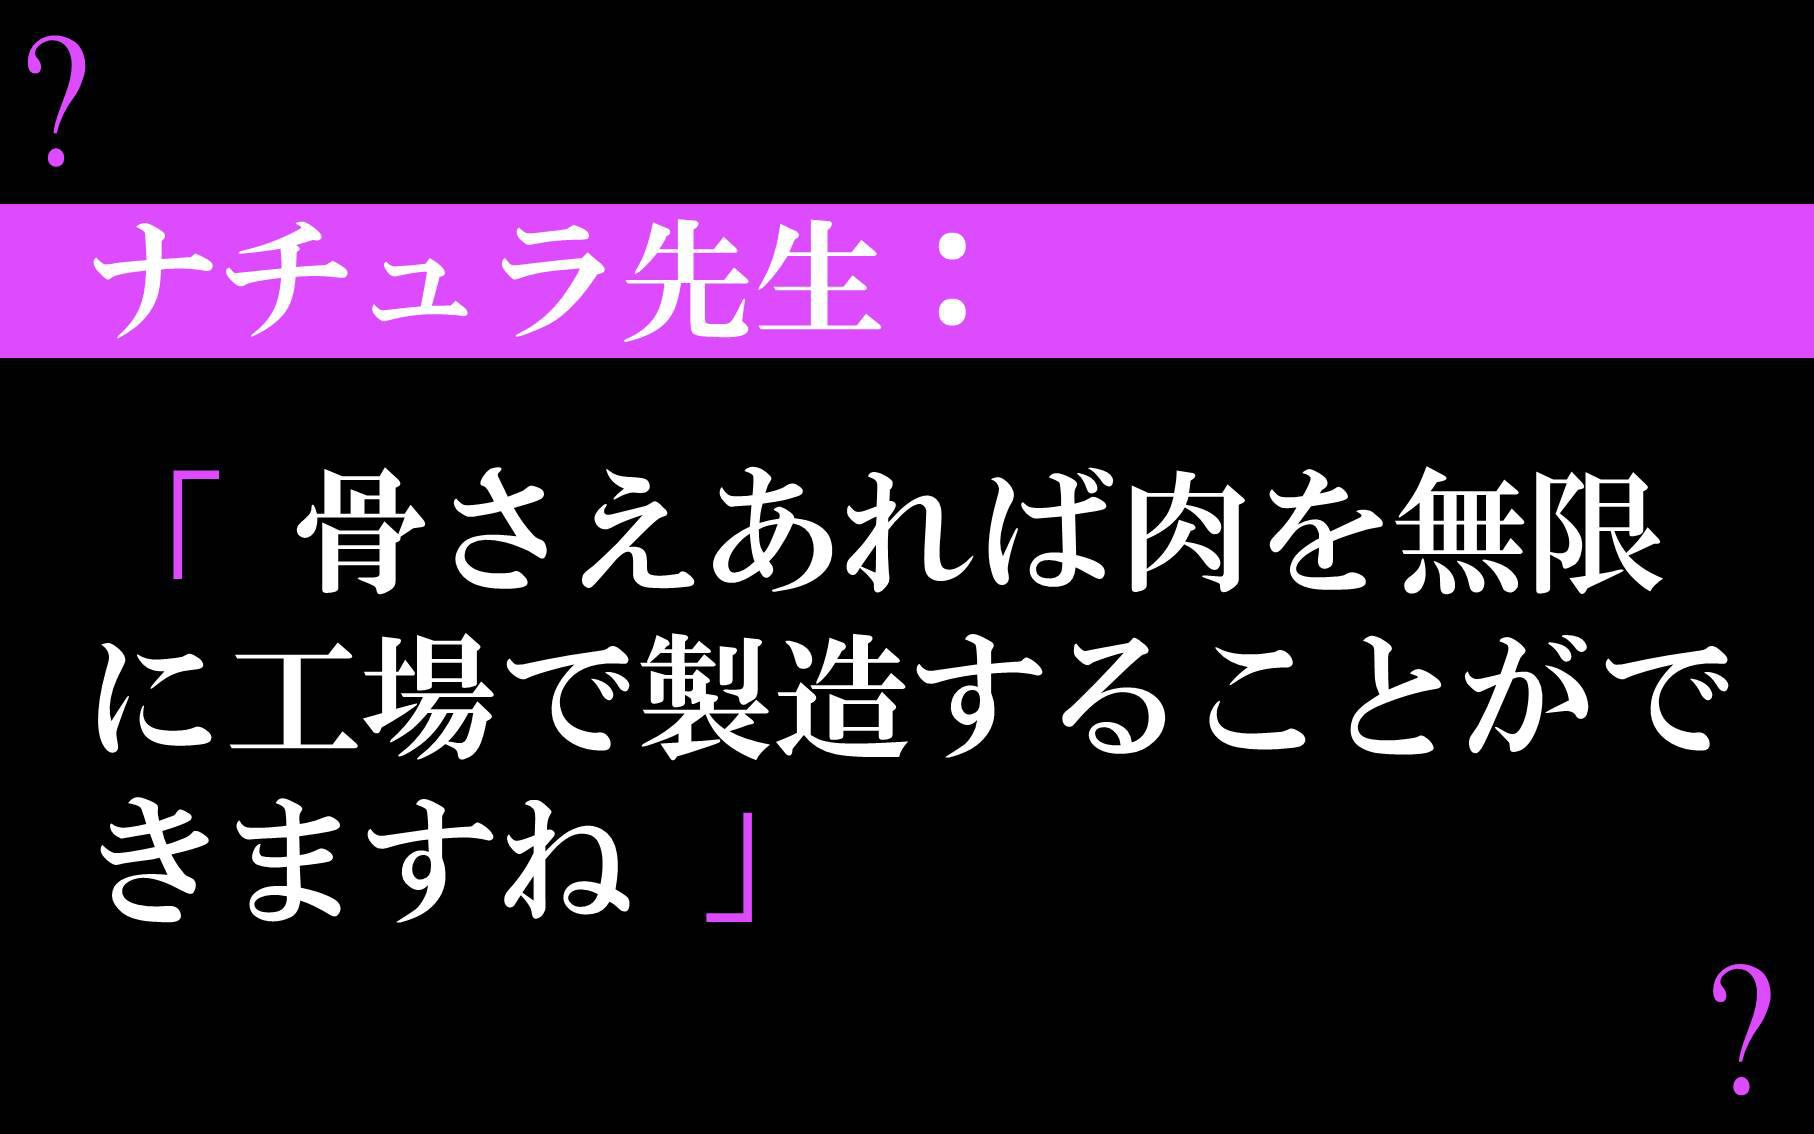 ?
ナチュラ先生：
「 骨さえあれば肉を無限
に工場で製造することがで
きますね 」
?